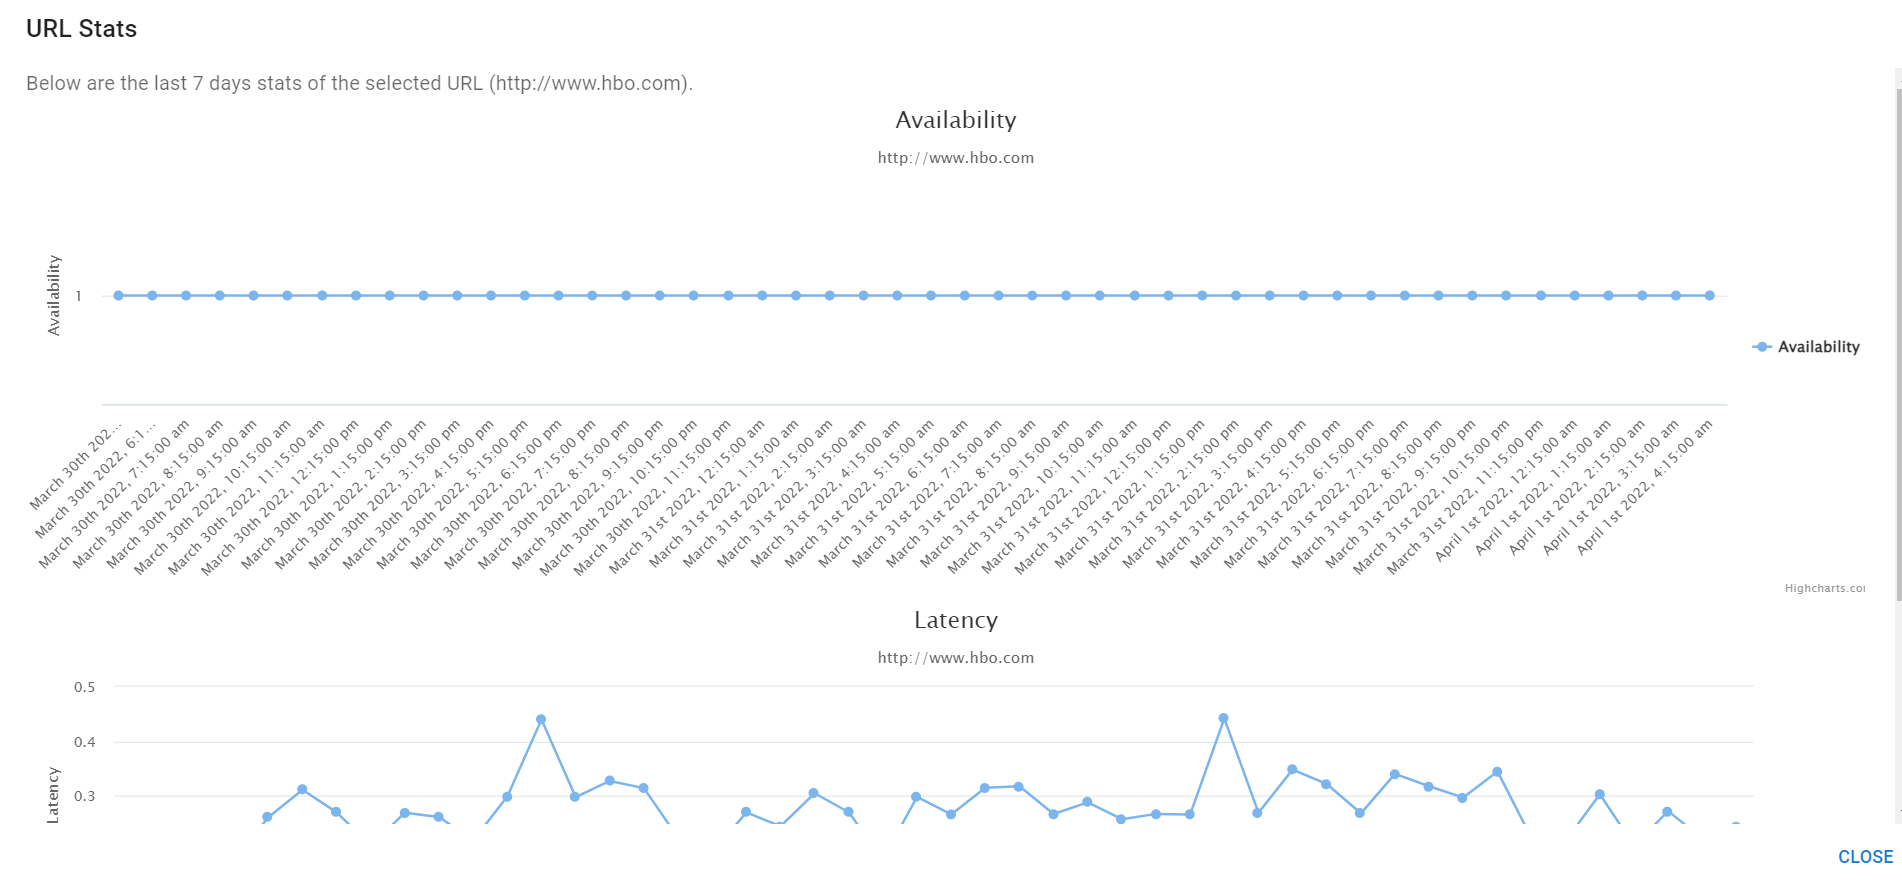 URL Stats
Below are the last 7 days stats of the selected URL (http://www.hbo.com).
Availability
http://www.hbo.com
Availability
1
Availability
March 30th 202...
March 30th 2022, 6:1...
March 30th 2022, 7:15:00 am
March 30th 2022, 8:15:00 am
March 30th 2022, 9:15:00 am
March 30th 2022, 10:15:00 am
March 30th 2022, 11:15:00 am
March 30th 2022, 12:15:00 pm
March 30th 2022, 1:15:00 pm
March 30th 2022, 2:15:00 pm
March 30th 2022, 3:15:00 pm
March 30th 2022, 4:15:00 pm
March 30th 2022, 5:15:00 pm
March 30th 2022, 6:15:00 pm
March 30th 2022, 7:15:00 pm
March 30th 2022, 8:15:00 pm
March 30th 2022, 9:15:00 pm
March 30th 2022, 10:15:00 pm
March 30th 2022, 11:15:00 pm
March 31st 2022, 12:15:00 am
March 31st 2022, 1:15:00 am
March 31st 2022, 2:15:00 am
March 31st 2022, 3:15:00 am
March 31st 2022, 4:15:00 am
March 31st 2022, 5:15:00 am
March 31st 2022, 6:15:00 am
March 31st 2022, 7:15:00 am
March 31st 2022, 8:15:00 am
March 31st 2022, 9:15:00 am
March 31st 2022, 10:15:00 am
March 31st 2022, 11:15:00 am
March 31st 2022, 12:15:00 pm
March 31st 2022, 1:15:00 pm
March 31st 2022, 2:15:00 pm
March 31st 2022, 3:15:00 pm
March 31st 2022, 4:15:00 pm
March 31st 2022, 5:15:00 pm
March 31st 2022, 6:15:00 pm
March 31st 2022, 7:15:00 pm
March 31st 2022, 8:15:00 pm
March 31st 2022, 9:15:00 pm
March 31st 2022, 10:15:00 pm
March 31st 2022, 11:15:00 pm
April 1st 2022, 12:15:00 am
April 1st 2022, 1:15:00 am
April 1st 2022, 2:15:00 am
April 1st 2022, 3:15:00 am
April 1st 2022, 4:15:00 am
Highcharts.co
Latency
http://www.hbo.com
0.5
0.4
0.3
Latency
CLOSE